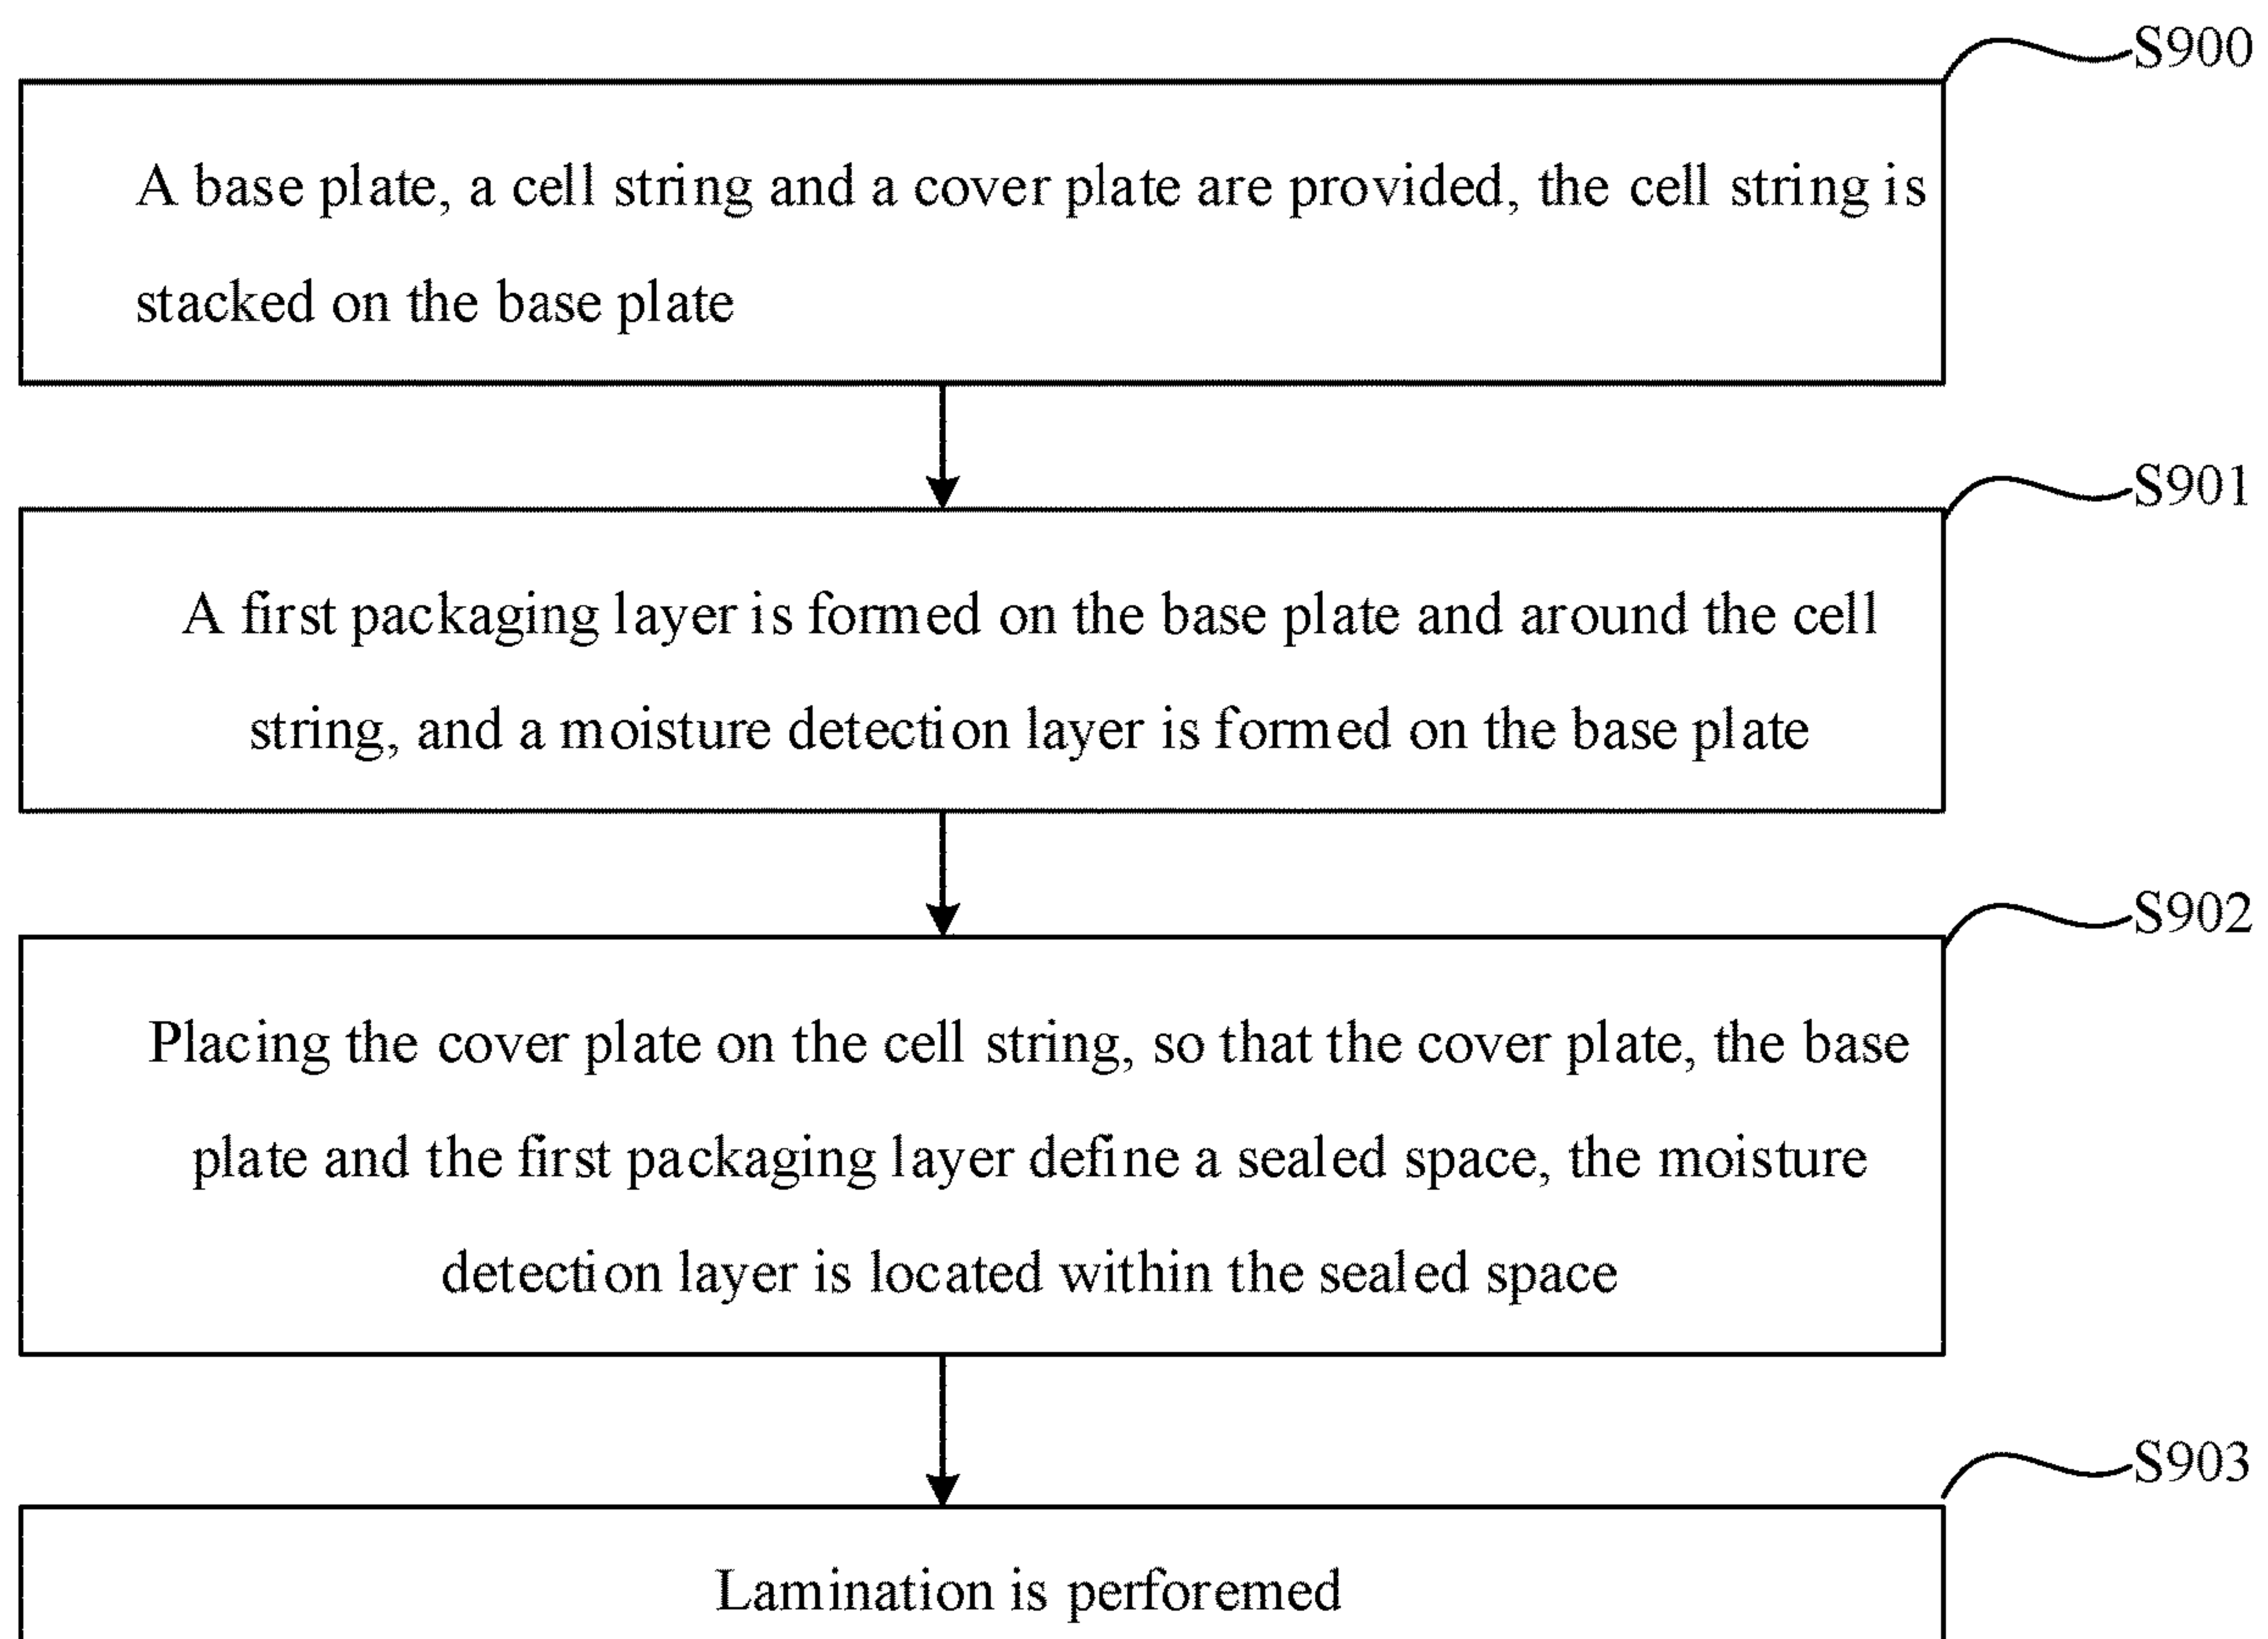 S900
A base plate, a cell string and a cover plate are provided, the cell string is
stacked on the base plate
S901
A first packaging layer is formed on the base plate and around the cell
string, and a moisture detection layer is formed on the base plate
S902
Placing the cover plate on the cell string, so that the cover plate, the base
plate and the first packaging layer define a sealed space, the moisture
detection layer is located within the sealed space
S903
Lamination is perforemed